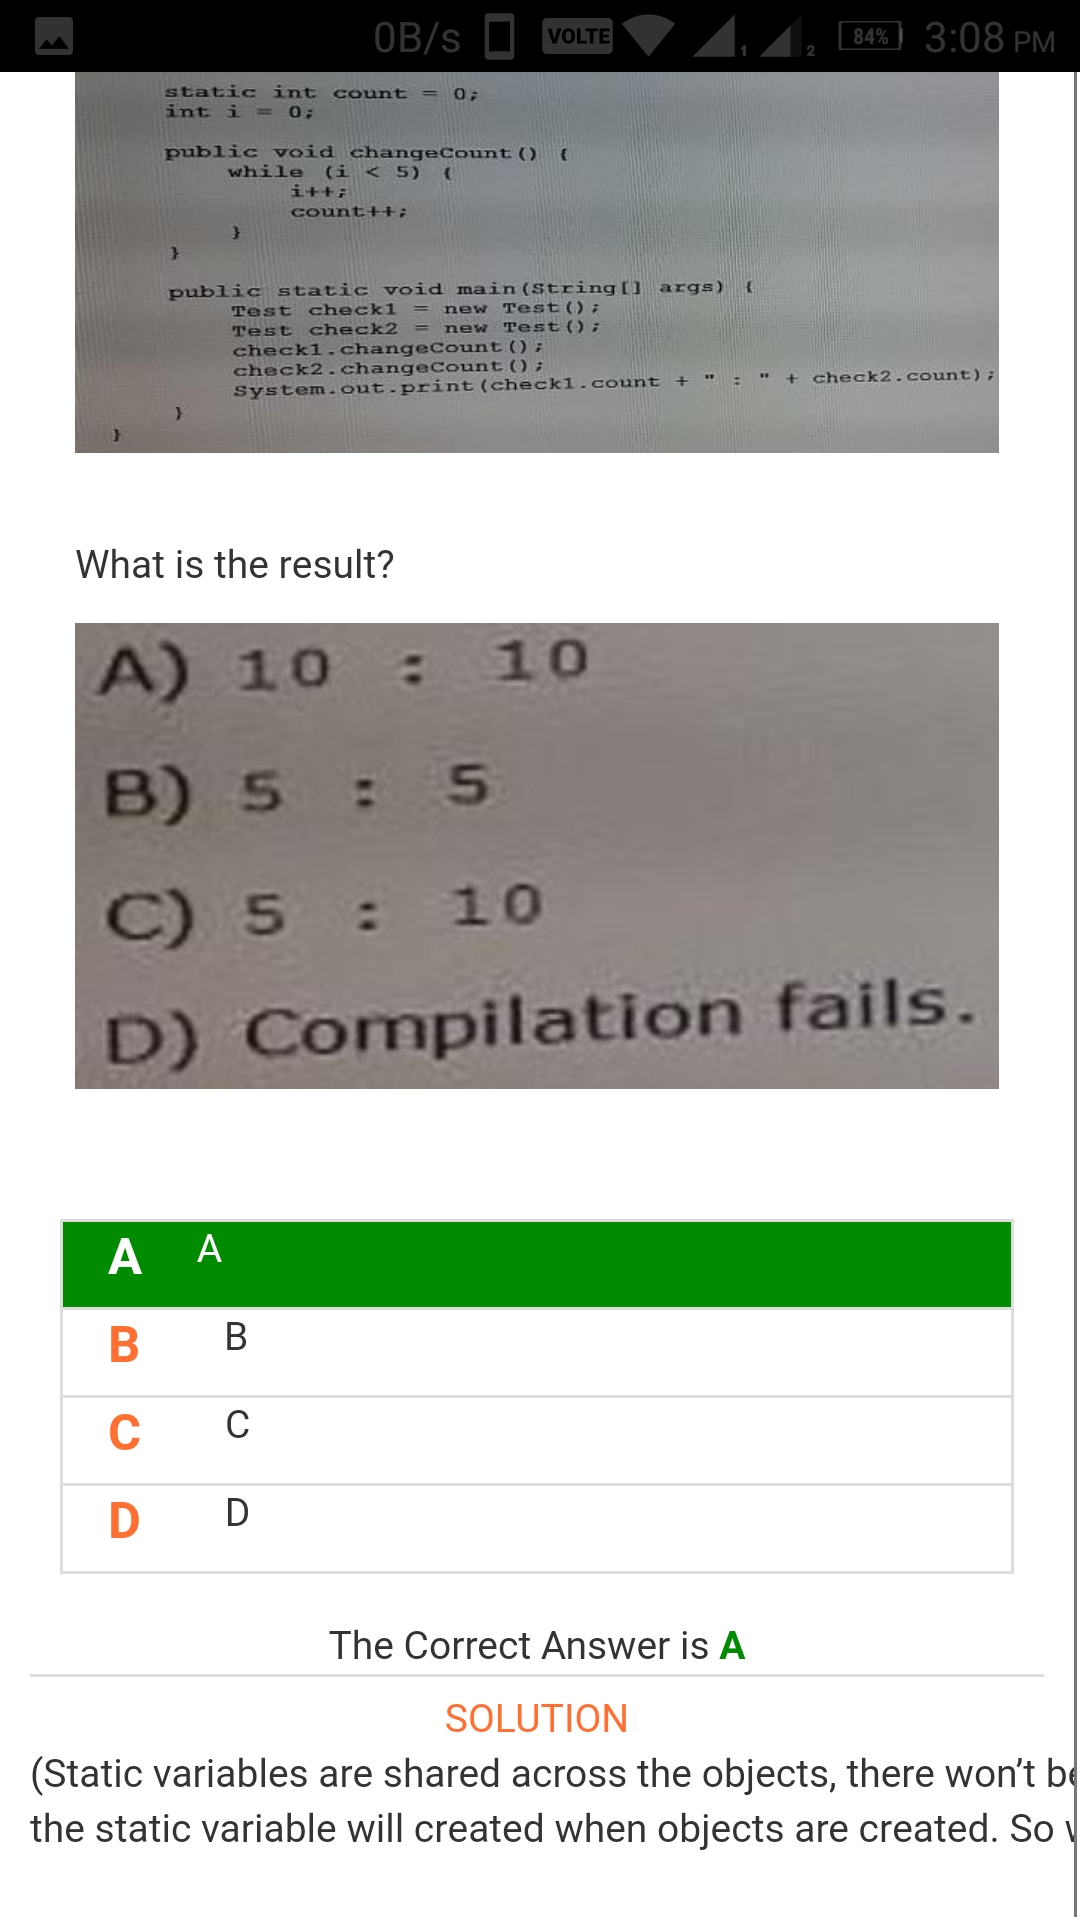 0B/s VOLTE 1 2 84% 3:08 PM
static int count = 0;
int i = 0;
public void changeCount() {
while (i < 5) {
i++;
count++;
}
}
public static void main(String[] args) {
Test check1 = new Test();
Test check2 = new Test();
check1.changeCount();
check2.changeCount();
System.out.print(check1.count + " : " + check2.count);
}
}
What is the result?
A) 10 : 10
B) 5 : 5
C) 5 : 10
D) Compilation fails.
A A
B B
C C
D D
The Correct Answer is A
SOLUTION
(Static variables are shared across the objects, there won’t
the static variable will created when objects are created. So